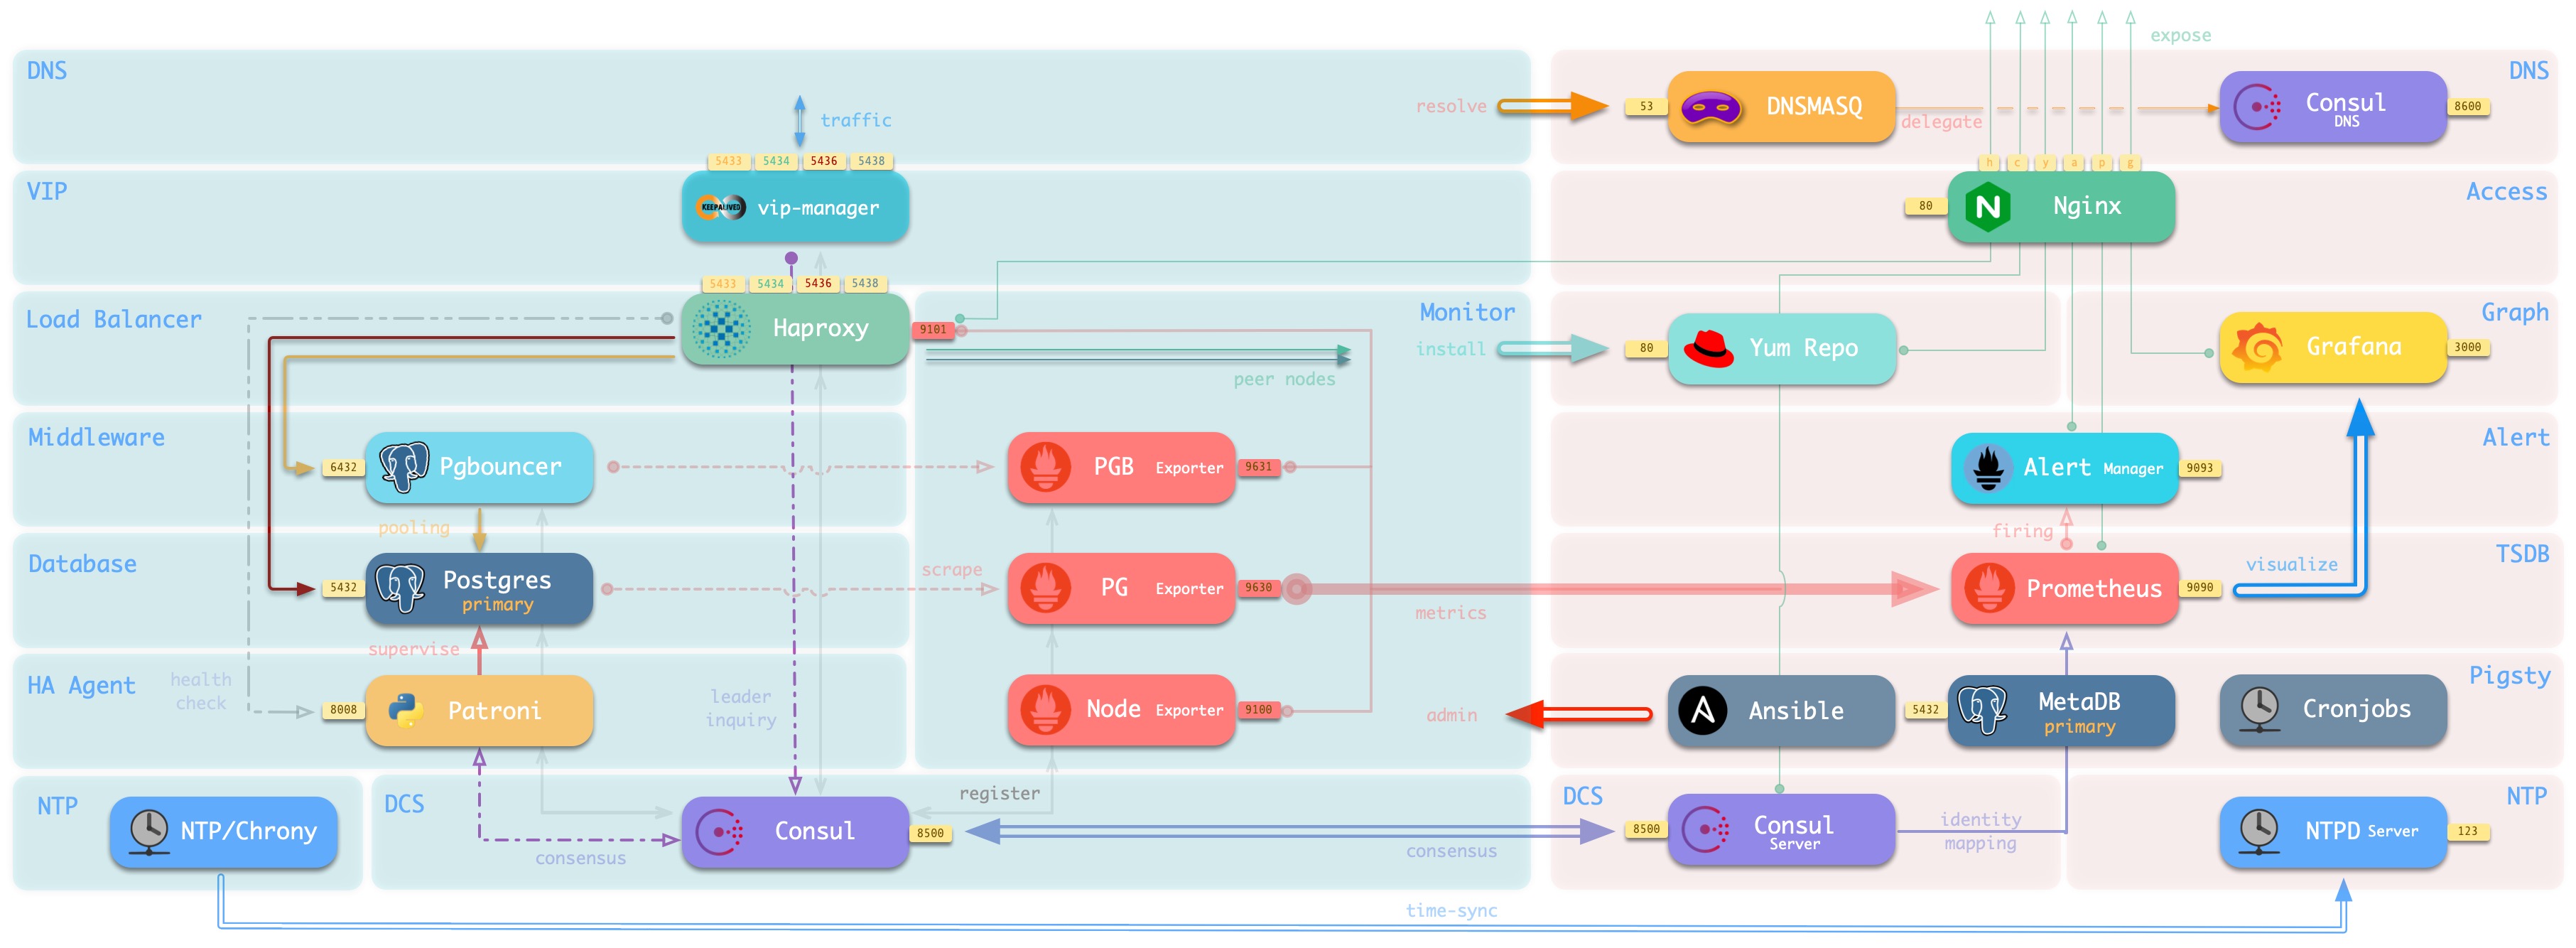 expose
DNS
resolve
53
DNSMASQ
delegate
Consul
DNS
8600
DNS
traffic
5433 5434 5436 5438
h c y a p g
VIP
KEEPALIVED
vip-manager
80
Nginx
Access
5433 5434 5436 5438
Load Balancer
Haproxy
9101
peer nodes
Monitor
install
80
Yum Repo
Grafana
3000
Graph
Middleware
6432
Pgbouncer
PGB Exporter
9631
Alert Manager
9093
Alert
pooling
firing
Database
5432
Postgres
primary
scrape
PG Exporter
9630
metrics
Prometheus
9090
visualize
TSDB
supervise
HA Agent
health
check
8008
Patroni
leader
inquiry
Node Exporter
9100
admin
Ansible
5432
MetaDB
primary
Cronjobs
Pigsty
NTP
NTP/Chrony
DCS
consensus
Consul
8500
register
consensus
DCS
8500
Consul
Server
identity
mapping
NTPD Server
123
NTP
time-sync